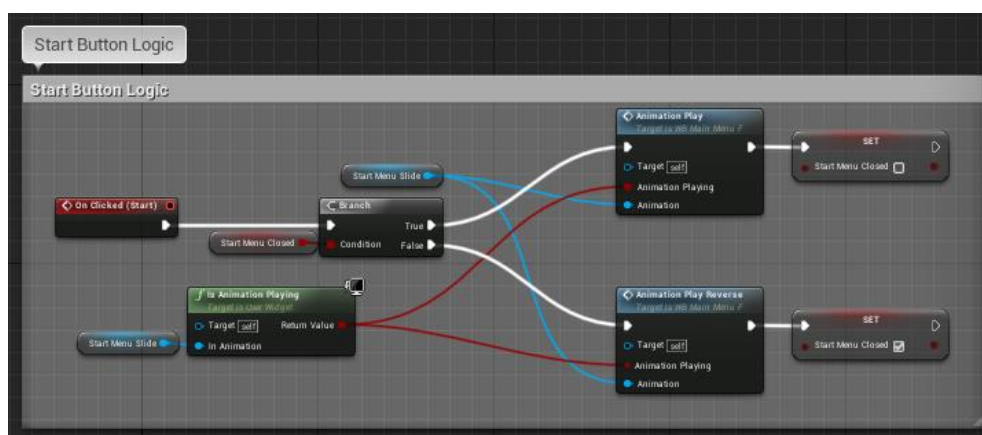 Start Button Logic
Start Button Logic
Animation Play
Target is WB Main Menu F
Target self
Animation Playing
Animation
SET
Start Menu Closed
Start Menu Slide
On Clicked (Start)
Branch
True
Condition
False
Start Menu Closed
Is Animation Playing
Target is User Widget
Target self
Return Value
In Animation
Start Menu Slide
Animation Play Reverse
Target is WB Main Menu F
Target self
Animation Playing
Animation
SET
Start Menu Closed